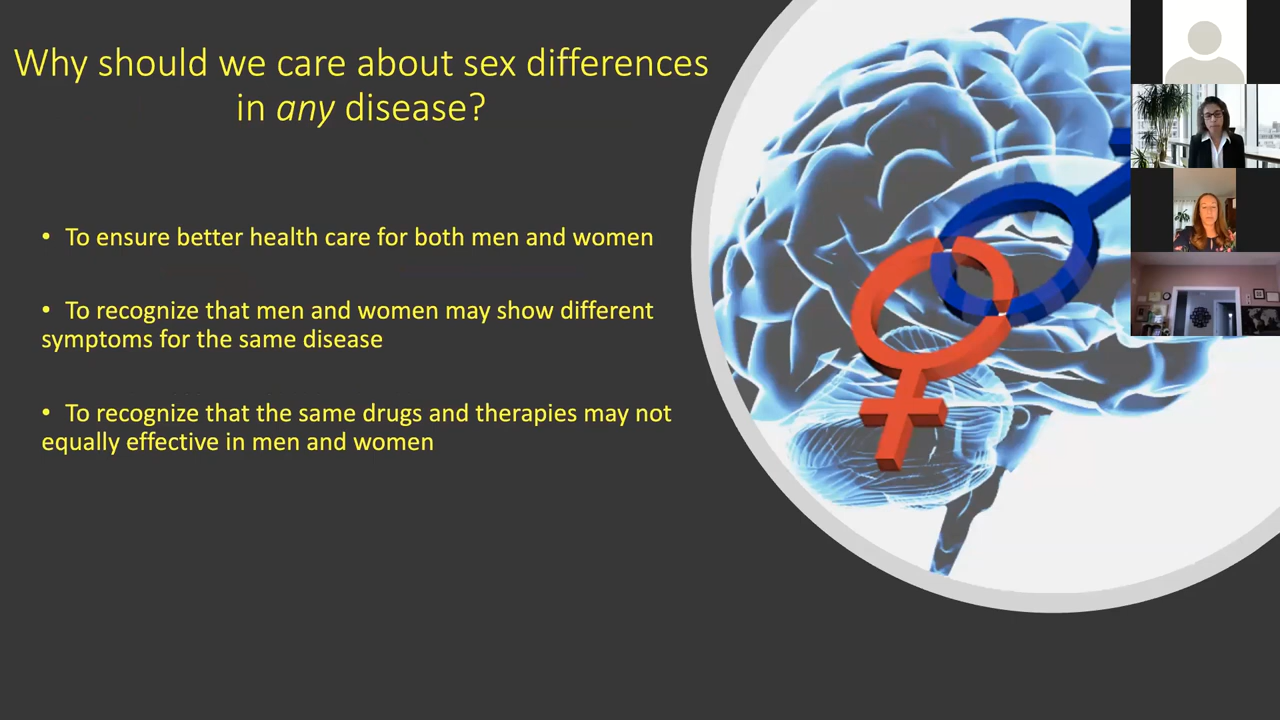 Why should we care about sex differences
in any disease?
• To ensure better health care for both men and women
• To recognize that men and women may show different
symptoms for the same disease
• To recognize that the same drugs and therapies may not
equally effective in men and women